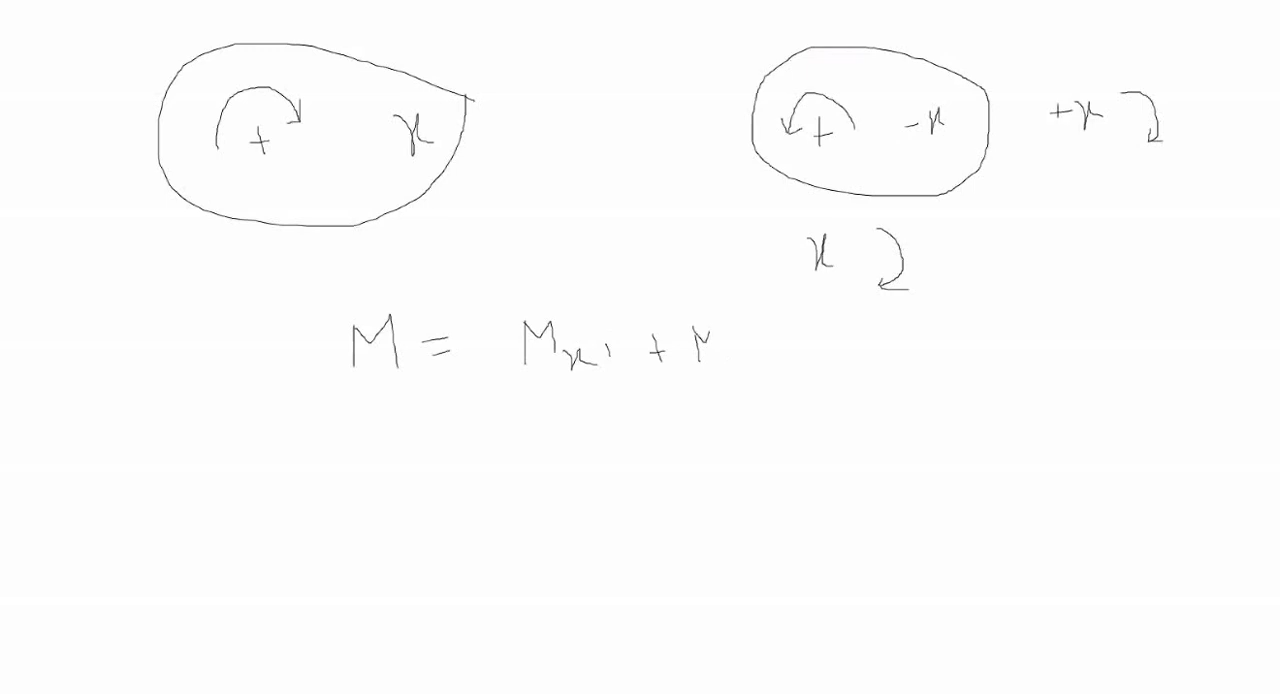 + x + -x +x
x
M = Mx' + M